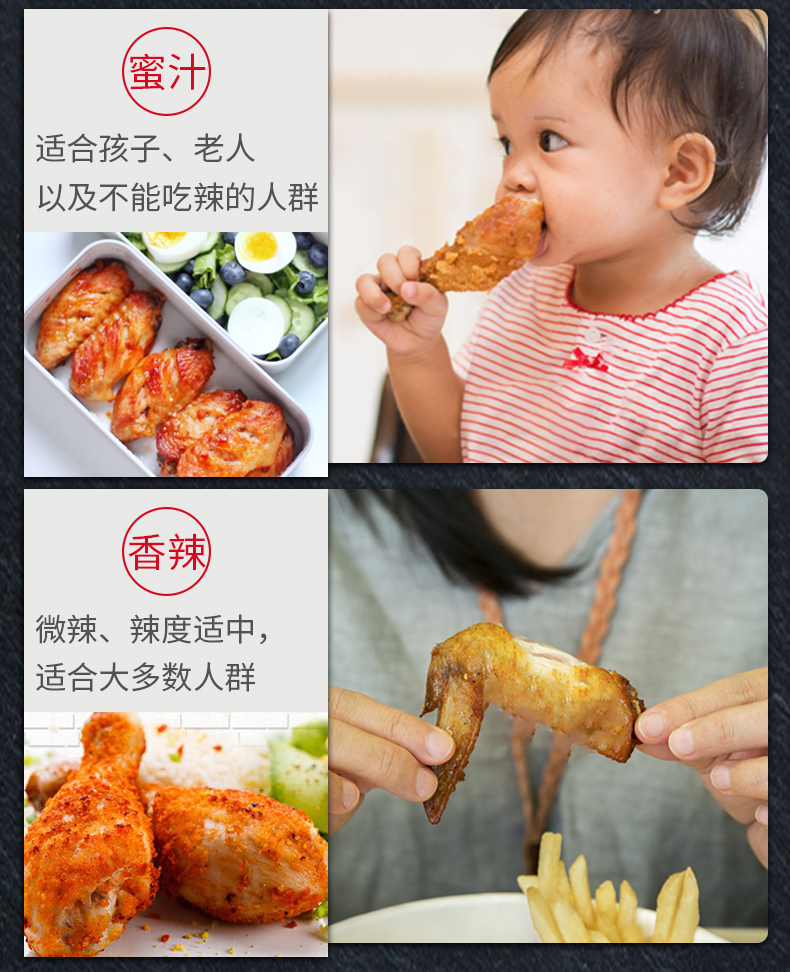 蜜汁
适合孩子、老人
以及不能吃辣的人群
香辣
微辣、辣度适中，
适合大多数人群